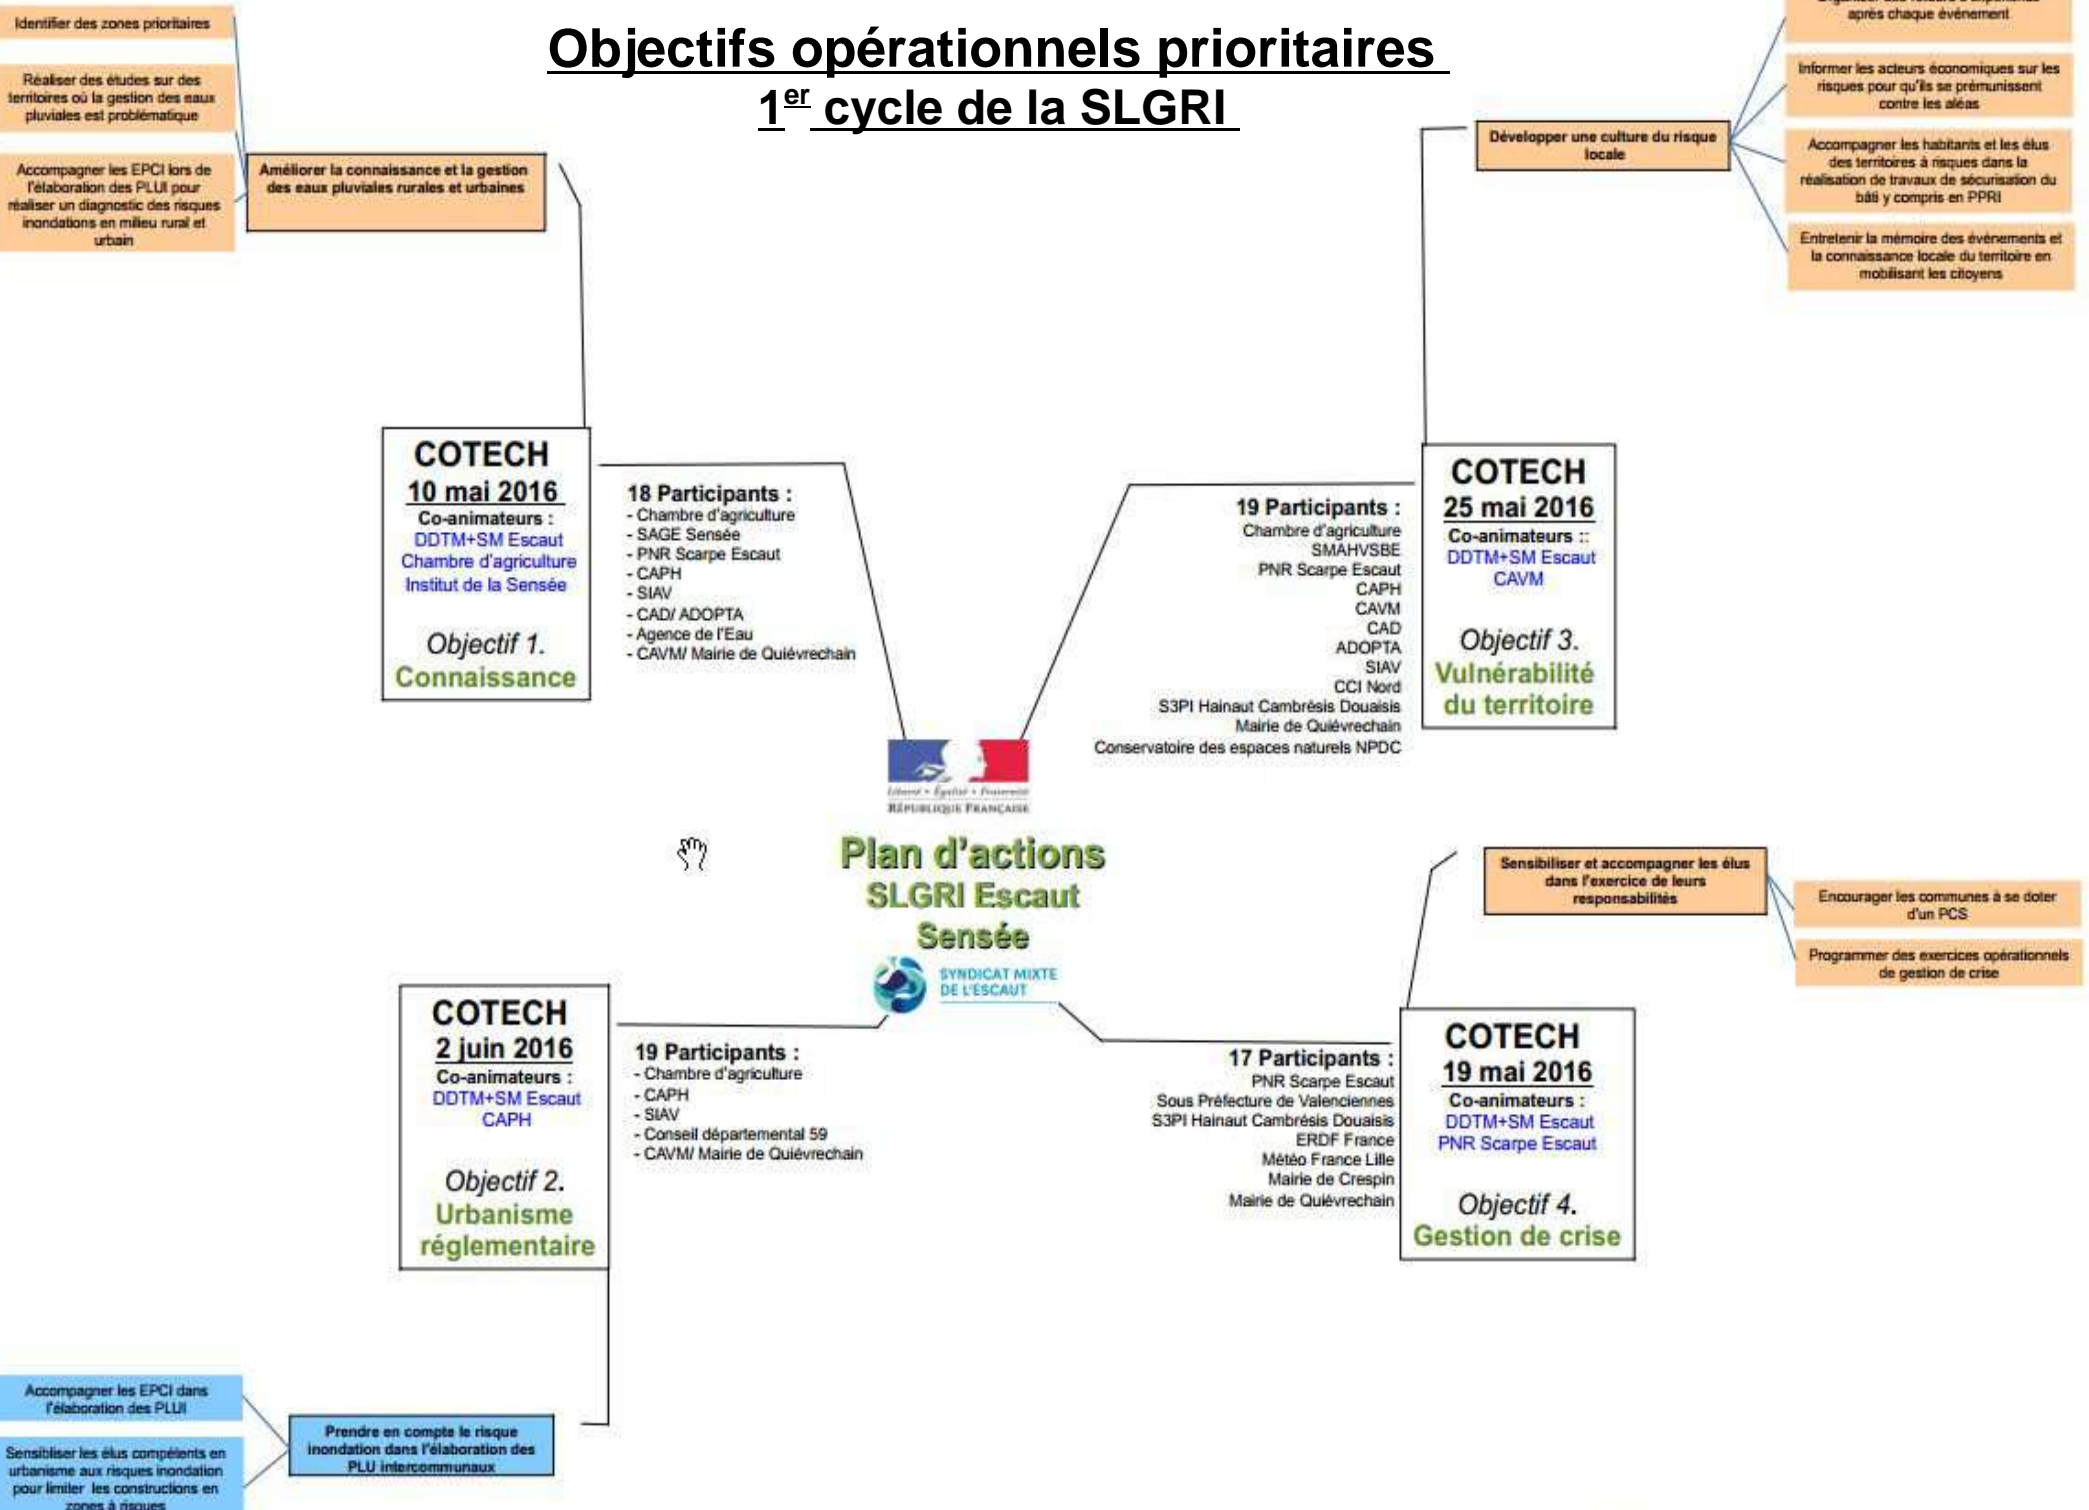 Objectifs opérationnels prioritaires
1er cycle de la SLGRI
Identifier des zones prioritaires
Réaliser des études sur des
territoires où la gestion des eaux
pluviales est problématique
Accompagner les EPCI lors de
l'élaboration des PLUI pour
réaliser un diagnostic des risques
inondations en milieu rural et
urbain
Améliorer la connaissance et la gestion
des eaux pluviales rurales et urbaines
après chaque événement
Informer les acteurs économiques sur les
risques pour qu'ils se prémunissent
contre les aléas
Accompagner les habitants et les élus
des territoires à risques dans la
réalisation de travaux de sécurisation du
bâti y compris en PPRI
Entretenir la mémoire des événements et
la connaissance locale du territoire en
mobilisant les citoyens
Développer une culture du risque
locale
COTECH
10 mai 2016
Co-animateurs :
DDTM+SM Escaut
Chambre d'agriculture
Institut de la Sensée
Objectif 1.
Connaissance
18 Participants :
- Chambre d'agriculture
- SAGE Sensée
- PNR Scarpe Escaut
- CAPH
- SIAV
- CAD/ ADOPTA
- Agence de l'Eau
- CAVM/ Mairie de Quiévrechain
19 Participants :
Chambre d'agriculture
SMAHVSBE
PNR Scarpe Escaut
CAPH
CAVM
CAD
ADOPTA
SIAV
CCI Nord
S3PI Hainaut Cambrésis Douaisis
Mairie de Quiévrechain
Conservatoire des espaces naturels NPDC
COTECH
25 mai 2016
Co-animateurs ::
DDTM+SM Escaut
CAVM
Objectif 3.
Vulnérabilité
du territoire
Liberté • Égalité • Fraternité
RÉPUBLIQUE FRANÇAISE
Plan d'actions
SLGRI Escaut
Sensée
SYNDICAT MIXTE
DE L'ESCAUT
Sensibiliser et accompagner les élus
dans l'exercice de leurs
responsabilités
Encourager les communes à se doter
d'un PCS
Programmer des exercices opérationnels
de gestion de crise
COTECH
2 juin 2016
Co-animateurs :
DDTM+SM Escaut
CAPH
Objectif 2.
Urbanisme
réglementaire
19 Participants :
- Chambre d'agriculture
- CAPH
- SIAV
- Conseil départemental 59
- CAVM/ Mairie de Quiévrechain
17 Participants :
PNR Scarpe Escaut
Sous Préfecture de Valenciennes
S3PI Hainaut Cambrésis Douaisis
ERDF France
Météo France Lille
Mairie de Crespin
Mairie de Quiévrechain
COTECH
19 mai 2016
Co-animateurs :
DDTM+SM Escaut
PNR Scarpe Escaut
Objectif 4.
Gestion de crise
Accompagner les EPCI dans
l'élaboration des PLUI
Sensibliser les élus compétents en
urbanisme aux risques inondation
pour limiter les constructions en
zones à risques
Prendre en compte le risque
inondation dans l'élaboration des
PLU intercommunaux